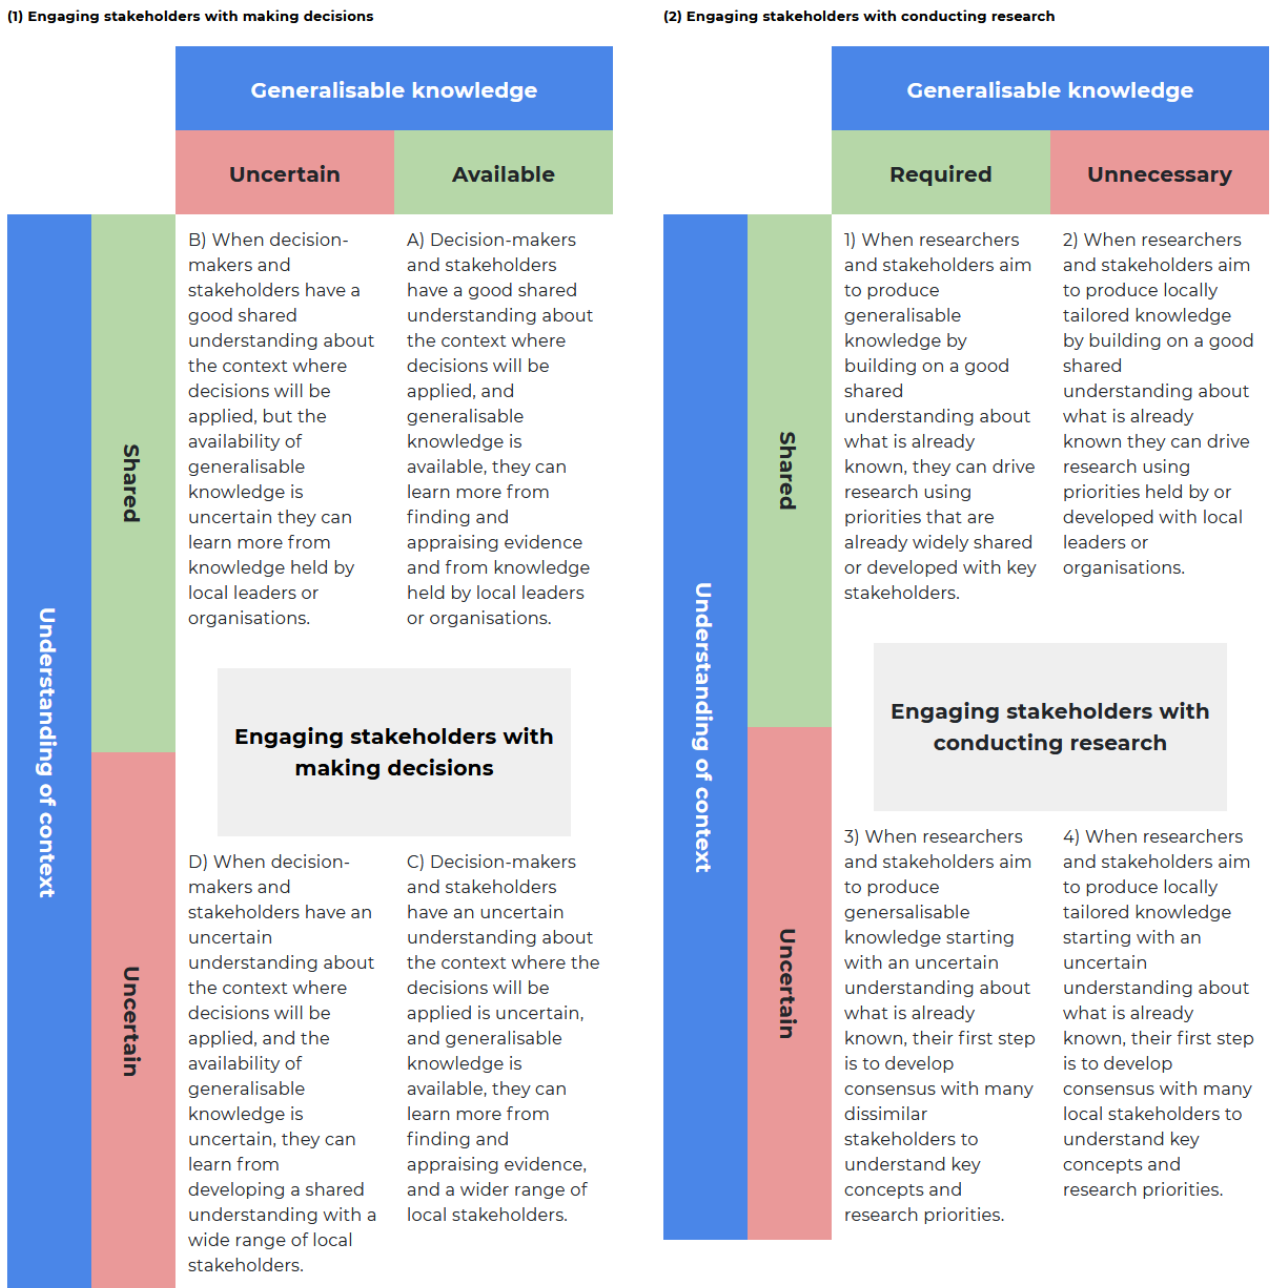 (1) Engaging stakeholders with making decisions
Generalisable knowledge
Uncertain
Available
Understanding of context
Shared
Uncertain
B) When decision-
makers and
stakeholders have a
good shared
understanding about
the context where
decisions will be
applied, but the
availability of
generalisable
knowledge is
uncertain they can
learn more from
knowledge held by
local leaders or
organisations.
A) Decision-makers
and stakeholders
have a good shared
understanding about
the context where
decisions will be
applied, and
generalisable
knowledge is
available, they can
learn more from
finding and
appraising evidence
and from knowledge
held by local leaders
or organisations.
Engaging stakeholders with
making decisions
D) When decision-
makers and
stakeholders have an
uncertain
understanding about
the context where
decisions will be
applied, and the
availability of
generalisable
knowledge is
uncertain, they can
learn from
developing a shared
understanding with a
wide range of local
stakeholders.
C) Decision-makers
and stakeholders
have an uncertain
understanding about
the context where the
decisions will be
applied is uncertain,
and generalisable
knowledge is
available, they can
learn more from
finding and
appraising evidence,
and a wider range of
local stakeholders.
(2) Engaging stakeholders with conducting research
Generalisable knowledge
Required
Unnecessary
Understanding of context
Shared
Uncertain
1) When researchers
and stakeholders aim
to produce
generalisable
knowledge by
building on a good
shared
understanding about
what is already
known, they can drive
research using
priorities that are
already widely shared
or developed with key
stakeholders.
2) When researchers
and stakeholders aim
to produce locally
tailored knowledge
by building on a good
shared
understanding about
what is already
known they can drive
research using
priorities held by or
developed with local
leaders or
organisations.
Engaging stakeholders with
conducting research
3) When researchers
and stakeholders aim
to produce
genersalisable
knowledge starting
with an uncertain
understanding about
what is already
known, their first step
is to develop
consensus with many
dissimilar
stakeholders to
understand key
concepts and
research priorities.
4) When researchers
and stakeholders aim
to produce locally
tailored knowledge
starting with an
uncertain
understanding about
what is already
known, their first step
is to develop
consensus with many
local stakeholders to
understand key
concepts and
research priorities.